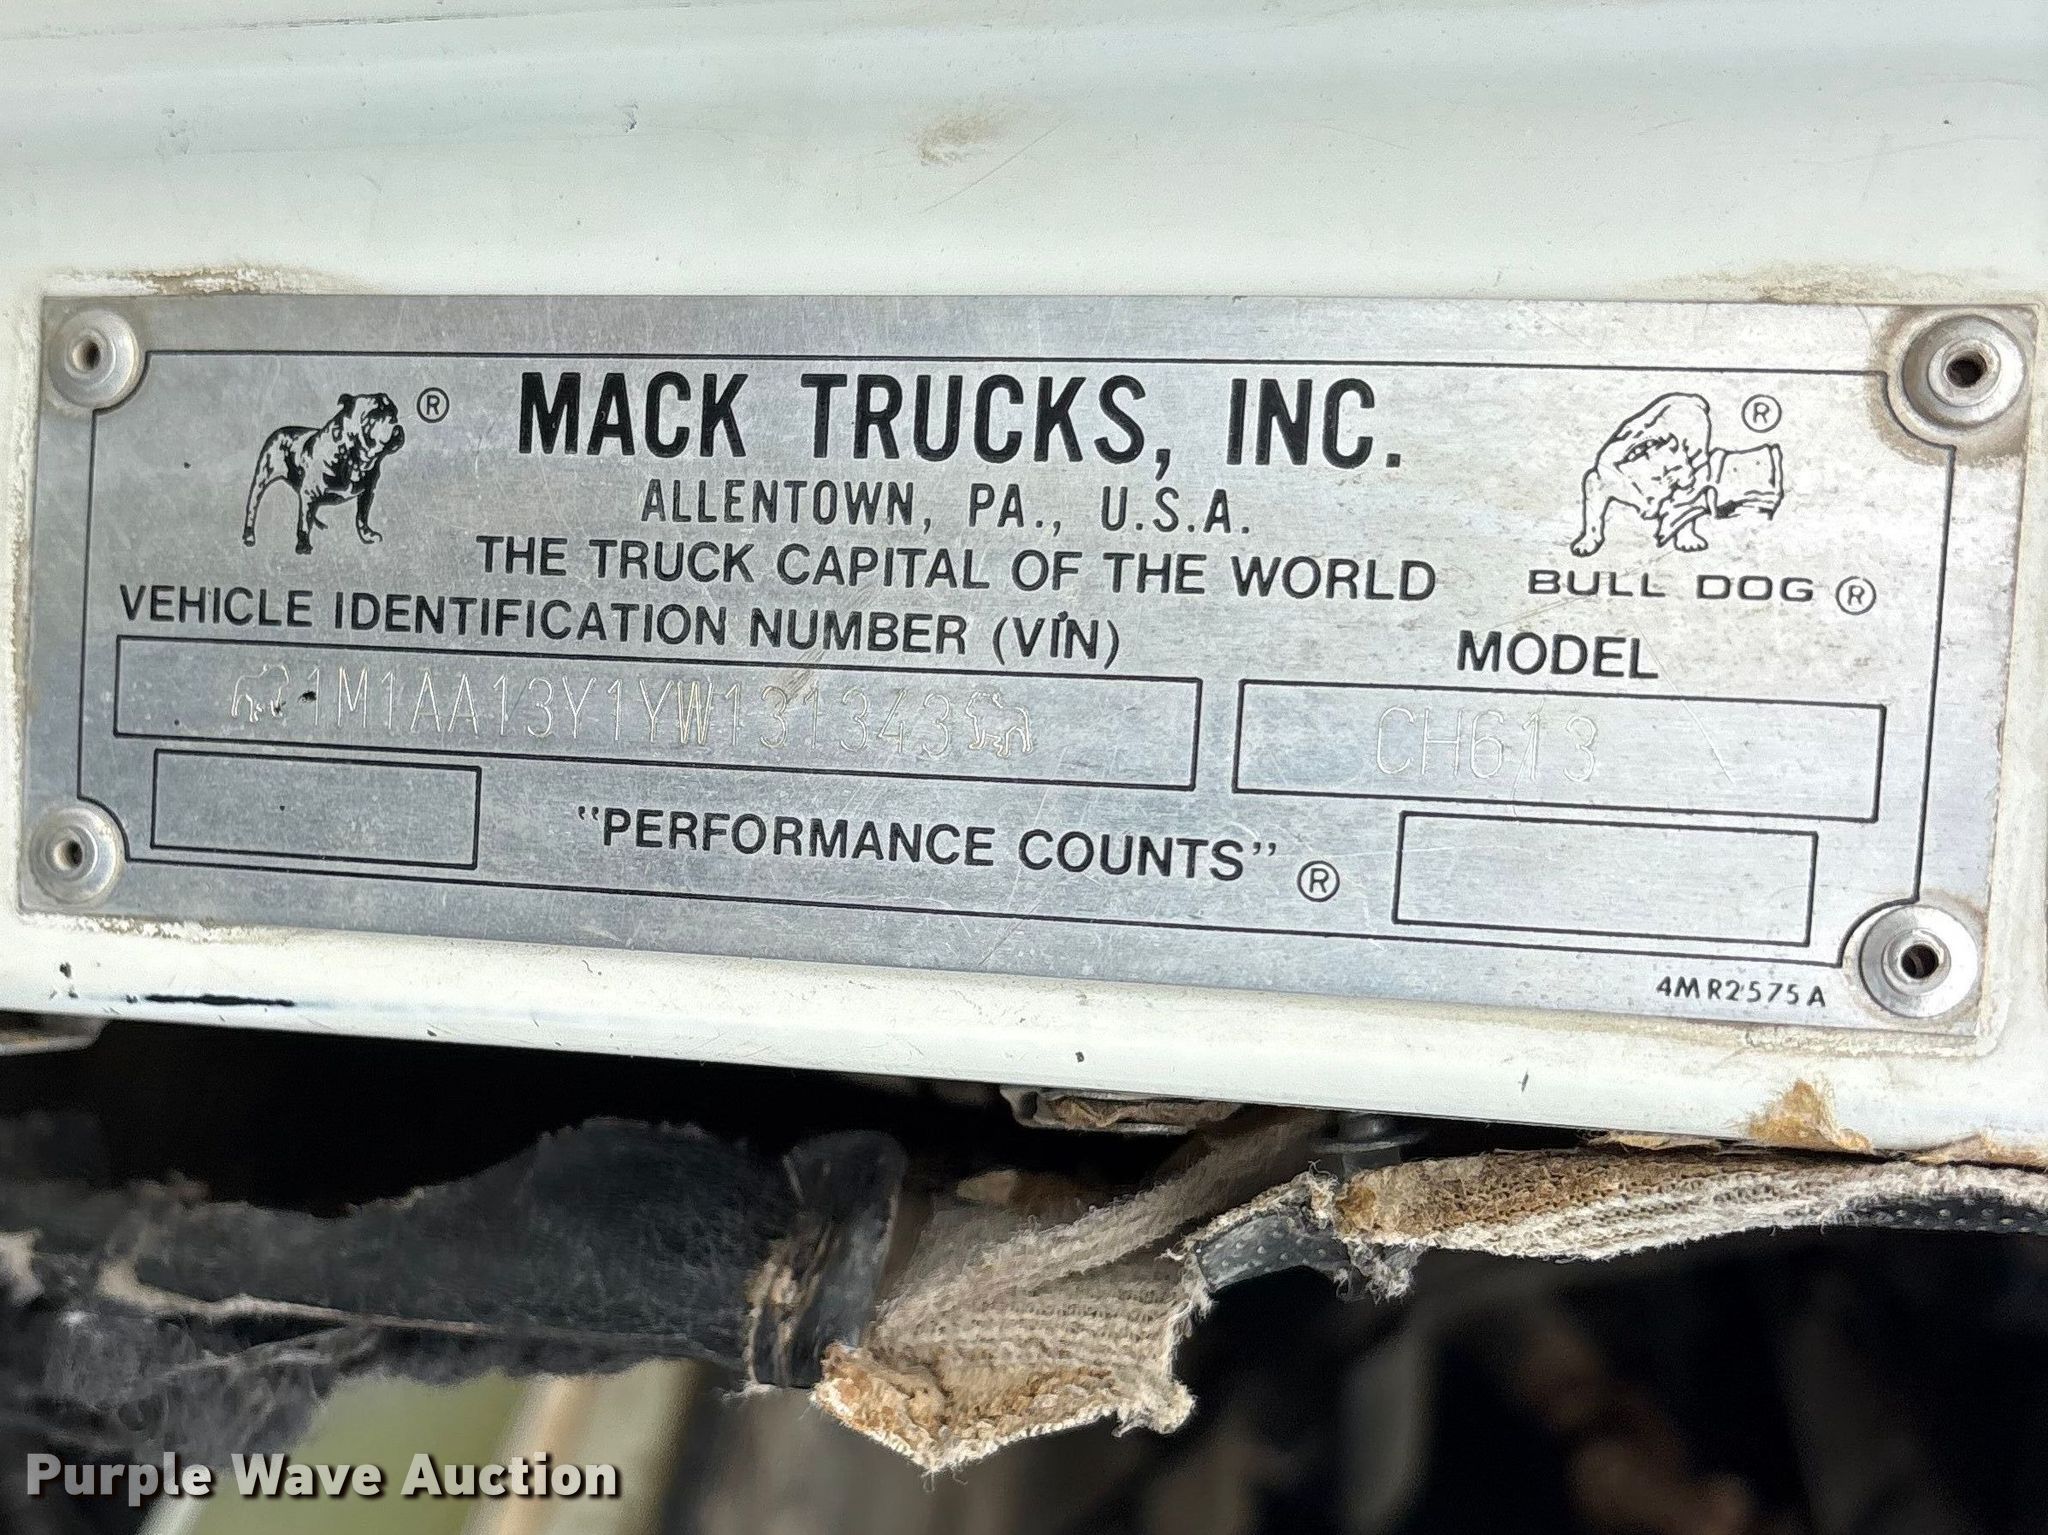 ® MACK TRUCKS, INC. ®
ALLENTOWN, PA., U.S.A.
THE TRUCK CAPITAL OF THE WORLD
BULL DOG ®
VEHICLE IDENTIFICATION NUMBER (VIN)
MODEL
1M1AA13Y1YW131343
CH613
"PERFORMANCE COUNTS" ®
4MR2575A
Purple Wave Auction